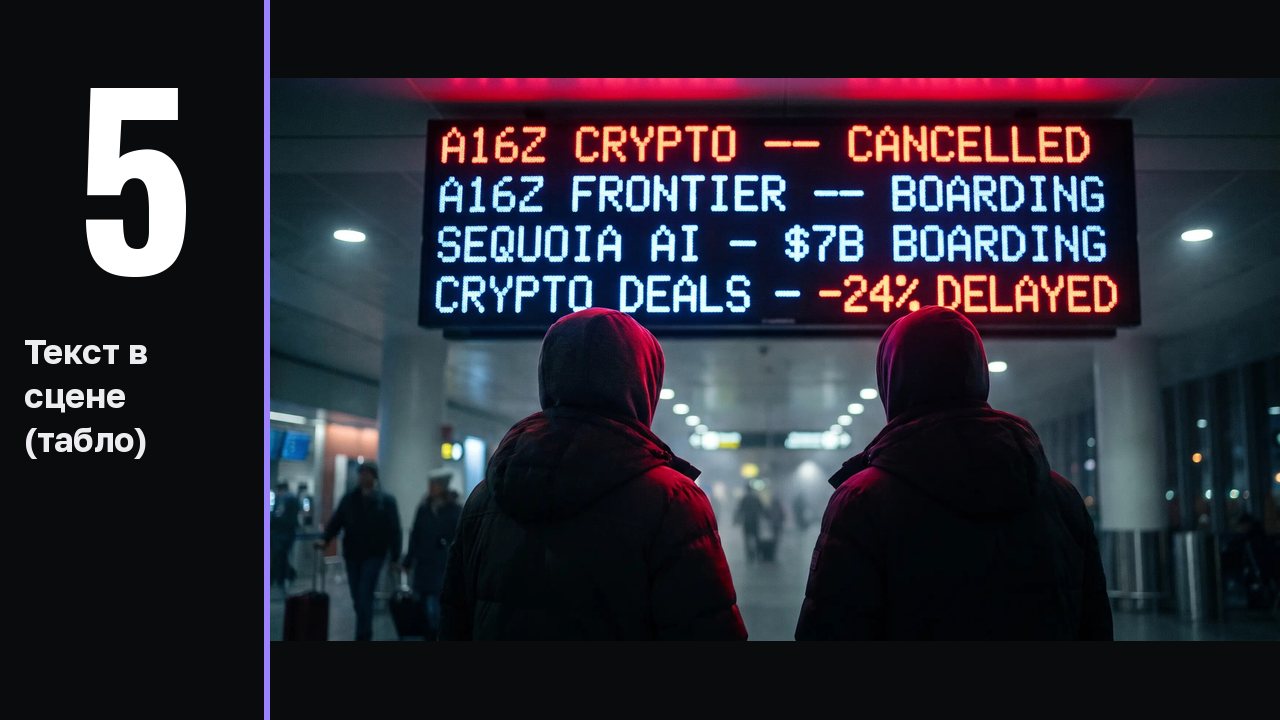 5
Текст в
сцене
(табло)
A16Z CRYPTO -- CANCELLED
A16Z FRONTIER -- BOARDING
SEQUOIA AI - $7B BOARDING
CRYPTO DEALS - -24% DELAYED